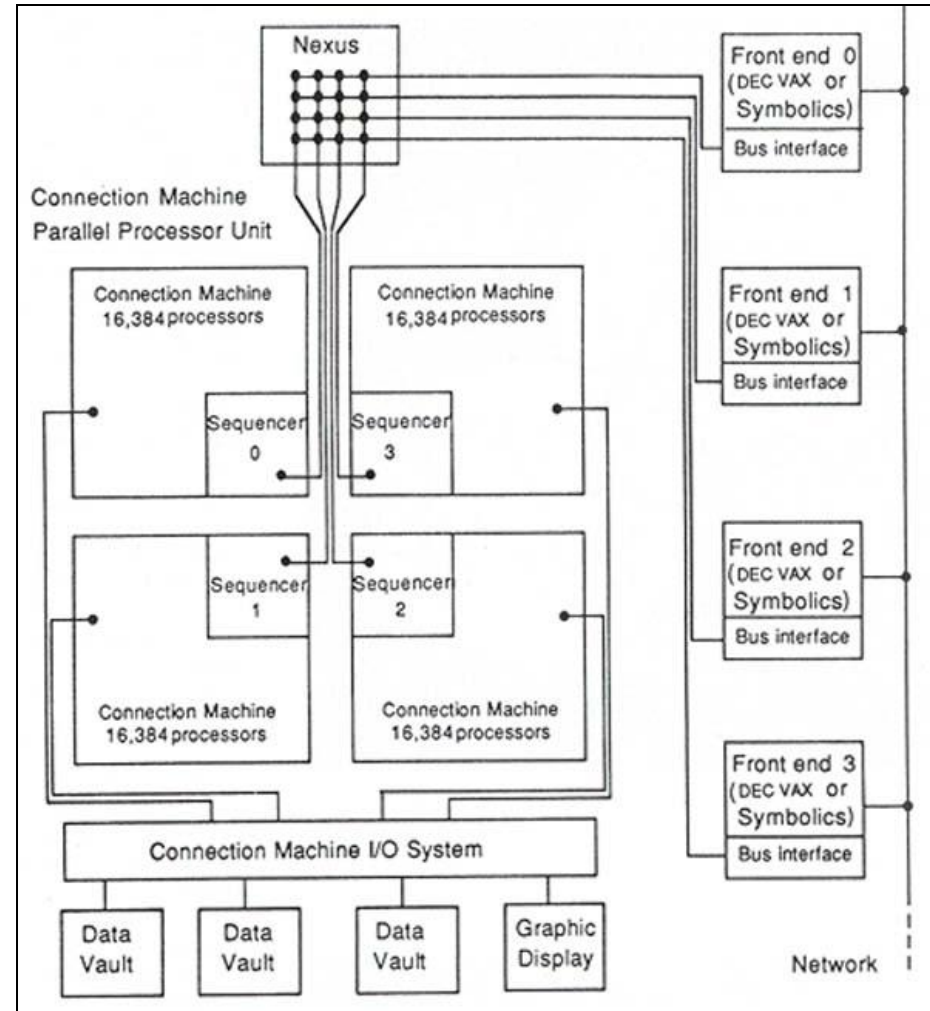 Nexus
Connection Machine
Parallel Processor Unit
Connection Machine
16,384 processors
Sequencer
0
Connection Machine
16,384 processors
Sequencer
3
Sequencer
1
Connection Machine
16,384 processors
Sequencer
2
Connection Machine
16,384 processors
Connection Machine I/O System
Data
Vault
Data
Vault
Data
Vault
Graphic
Display
Front end 0
(DEC VAX or
Symbolics)
Bus interface
Front end 1
(DEC VAX or
Symbolics)
Bus interface
Front end 2
(DEC VAX or
Symbolics)
Bus interface
Front end 3
(DEC VAX or
Symbolics)
Bus interface
Network